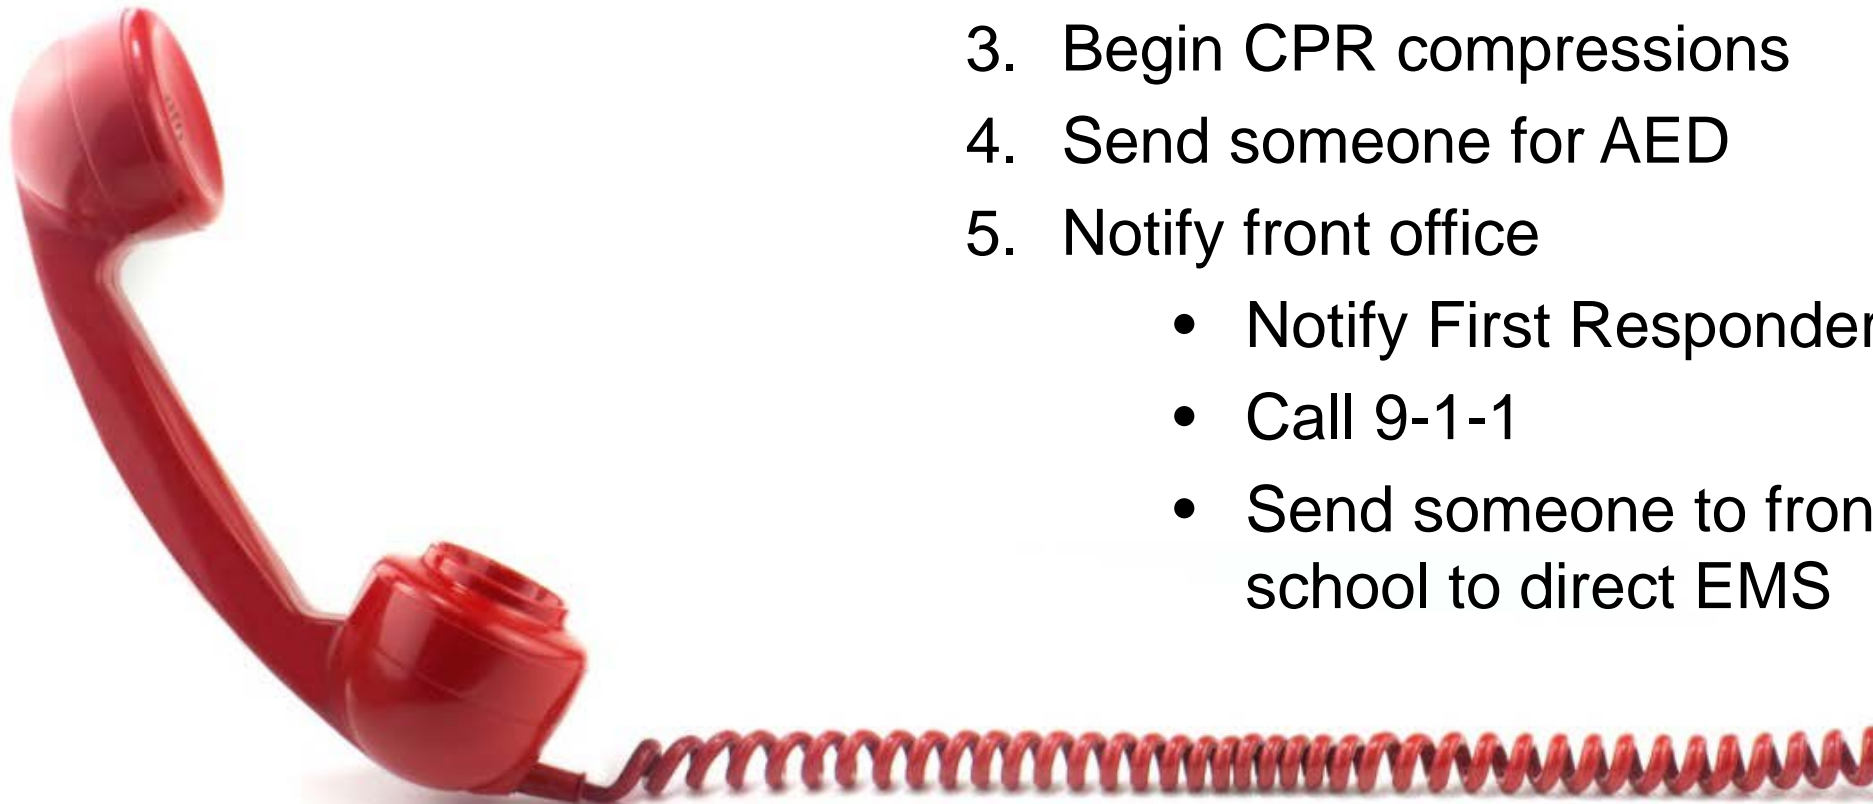 3. Begin CPR compressions
4. Send someone for AED
5. Notify front office
• Notify First Responder
• Call 9-1-1
• Send someone to fron
school to direct EMS